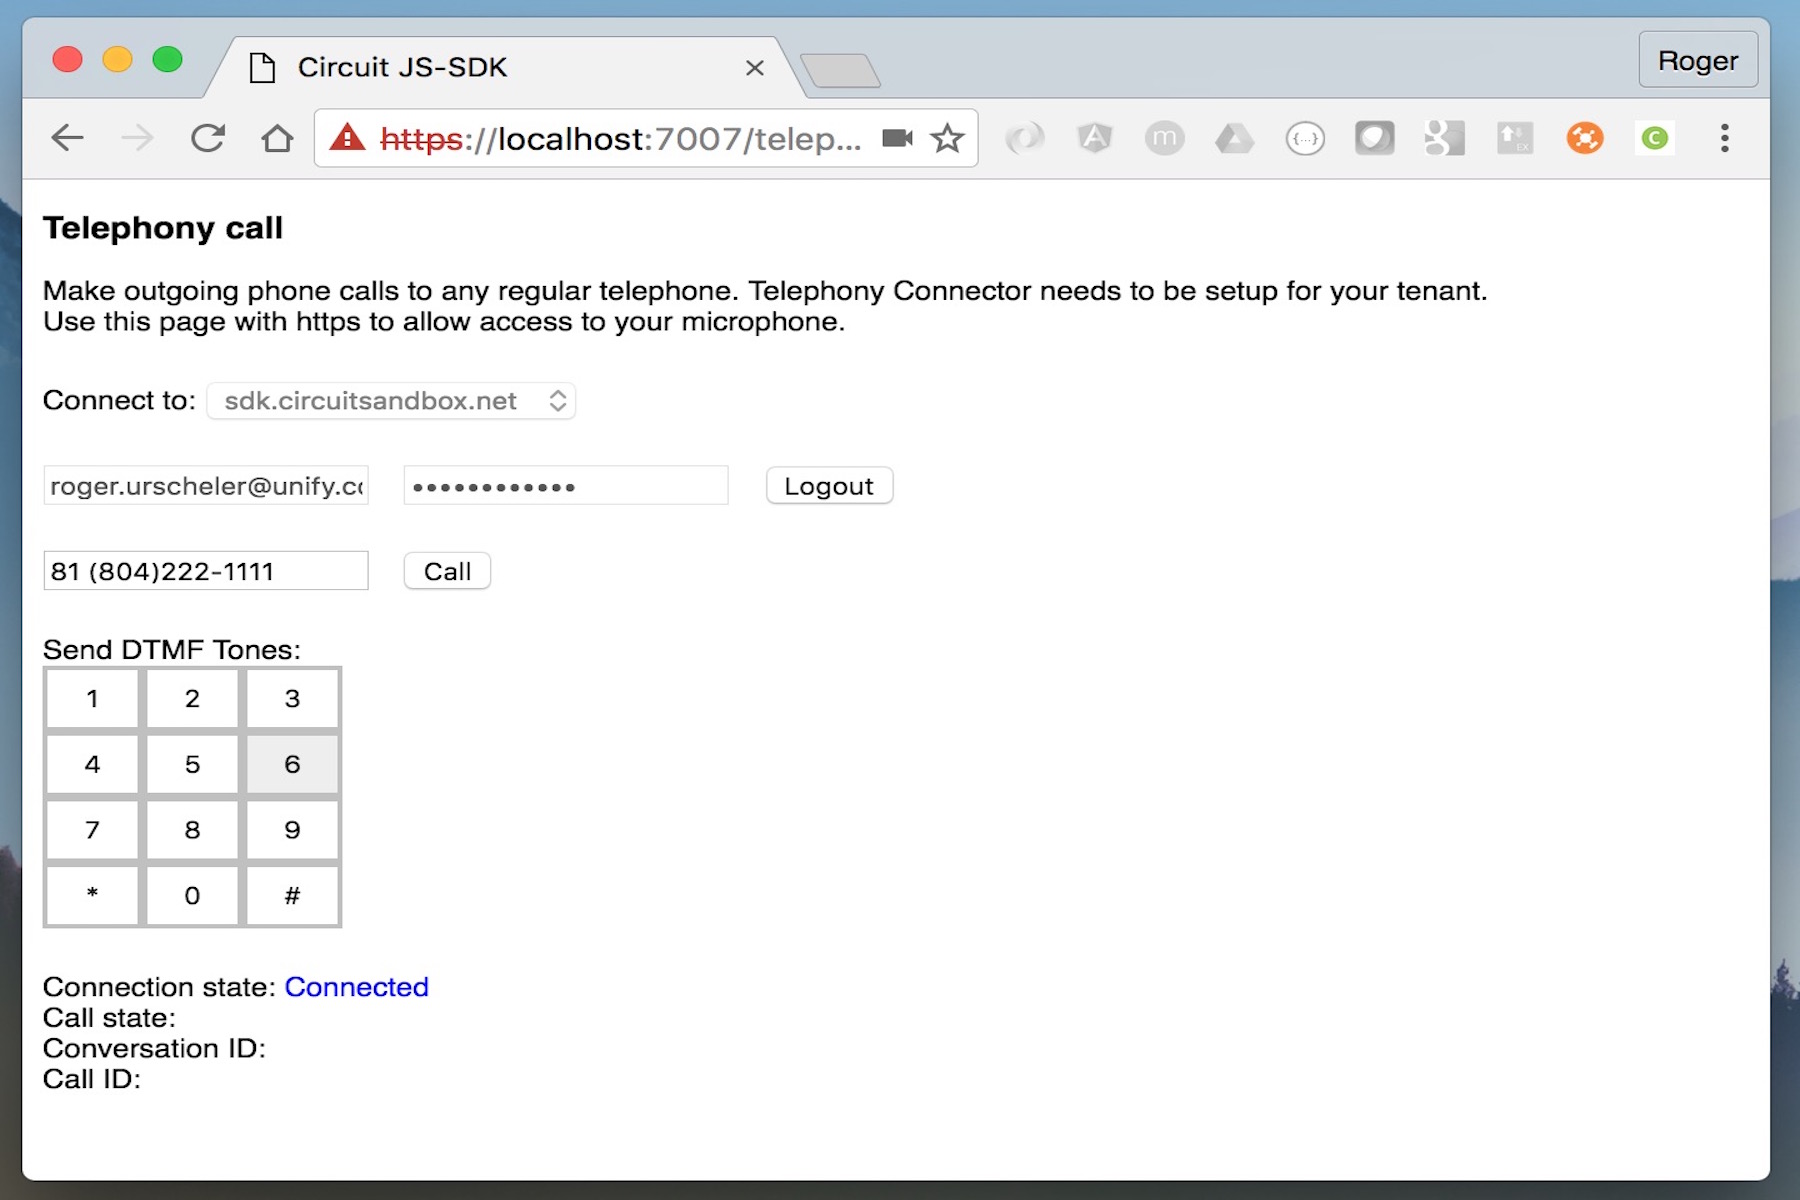 Circuit JS-SDK
Roger
https://localhost:7007/telep...
Telephony call
Make outgoing phone calls to any regular telephone. Telephony Connector needs to be setup for your tenant.
Use this page with https to allow access to your microphone.
Connect to: sdk.circuitsandbox.net
roger.urscheler@unify.c ●●●●●●●●●●●● Logout
81 (804)222-1111 Call
Send DTMF Tones:
1 2 3
4 5 6
7 8 9
* 0 #
Connection state: Connected
Call state:
Conversation ID:
Call ID: